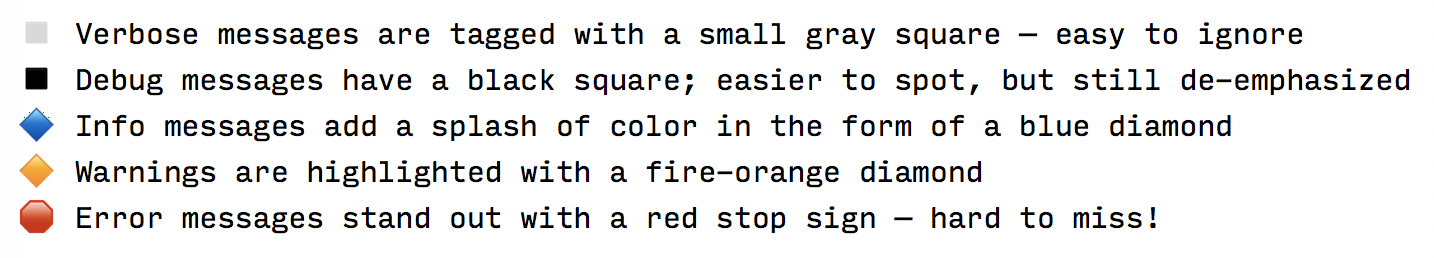 Verbose messages are tagged with a small gray square — easy to ignore
Debug messages have a black square; easier to spot, but still de-emphasized
Info messages add a splash of color in the form of a blue diamond
Warnings are highlighted with a fire-orange diamond
Error messages stand out with a red stop sign — hard to miss!